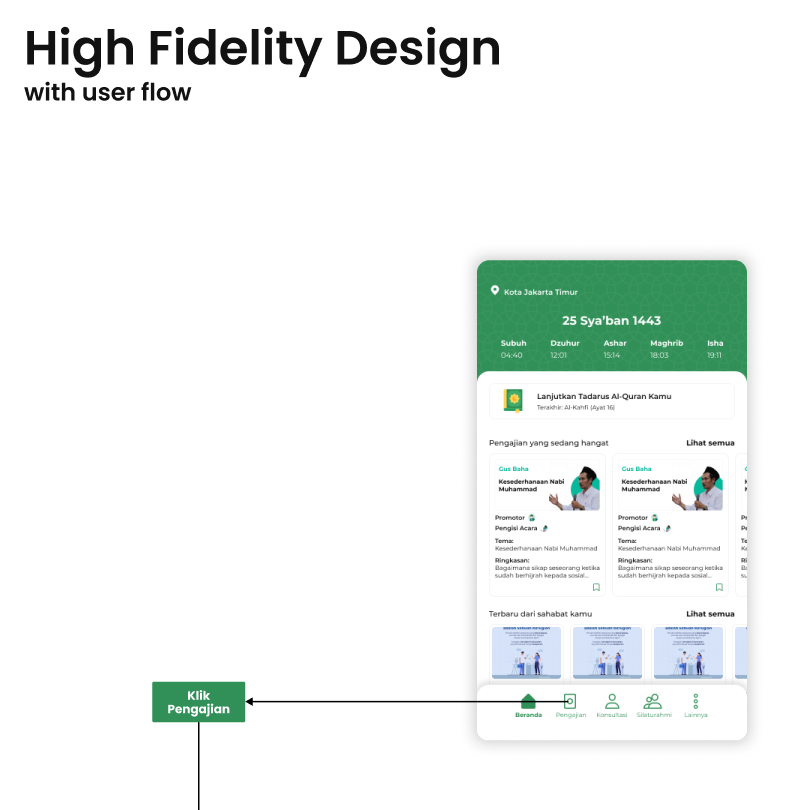 High Fidelity Design
with user flow
Kota Jakarta Timur
25 Sya'ban 1443
Subuh Dzuhur Ashar Maghrib Isha
04:40 12:01 15:14 18:03 19:11
Lanjutkan Tadarus Al-Quran Kamu
Terakhir: Al-Kahfi (Ayat 16)
Pengajian yang sedang hangat Lihat semua
Gus Baha Gus Baha
Kesederhanaan Nabi Kesederhanaan Nabi
Muhammad Muhammad
Promotor Promotor
Pengisi Acara Pengisi Acara
Tema: Tema:
Kesederhanaan Nabi Muhammad Kesederhanaan Nabi Muhammad
Ringkasan: Ringkasan:
Bagaimana sikap seseorang ketika Bagaimana sikap seseorang ketika
sudah berhijrah kepada sosial... sudah berhijrah kepada sosial...
Terbaru dari sahabat kamu Lihat semua
Klik
Pengajian
Beranda Pengajian Konsultasi Silaturahmi Lainnya